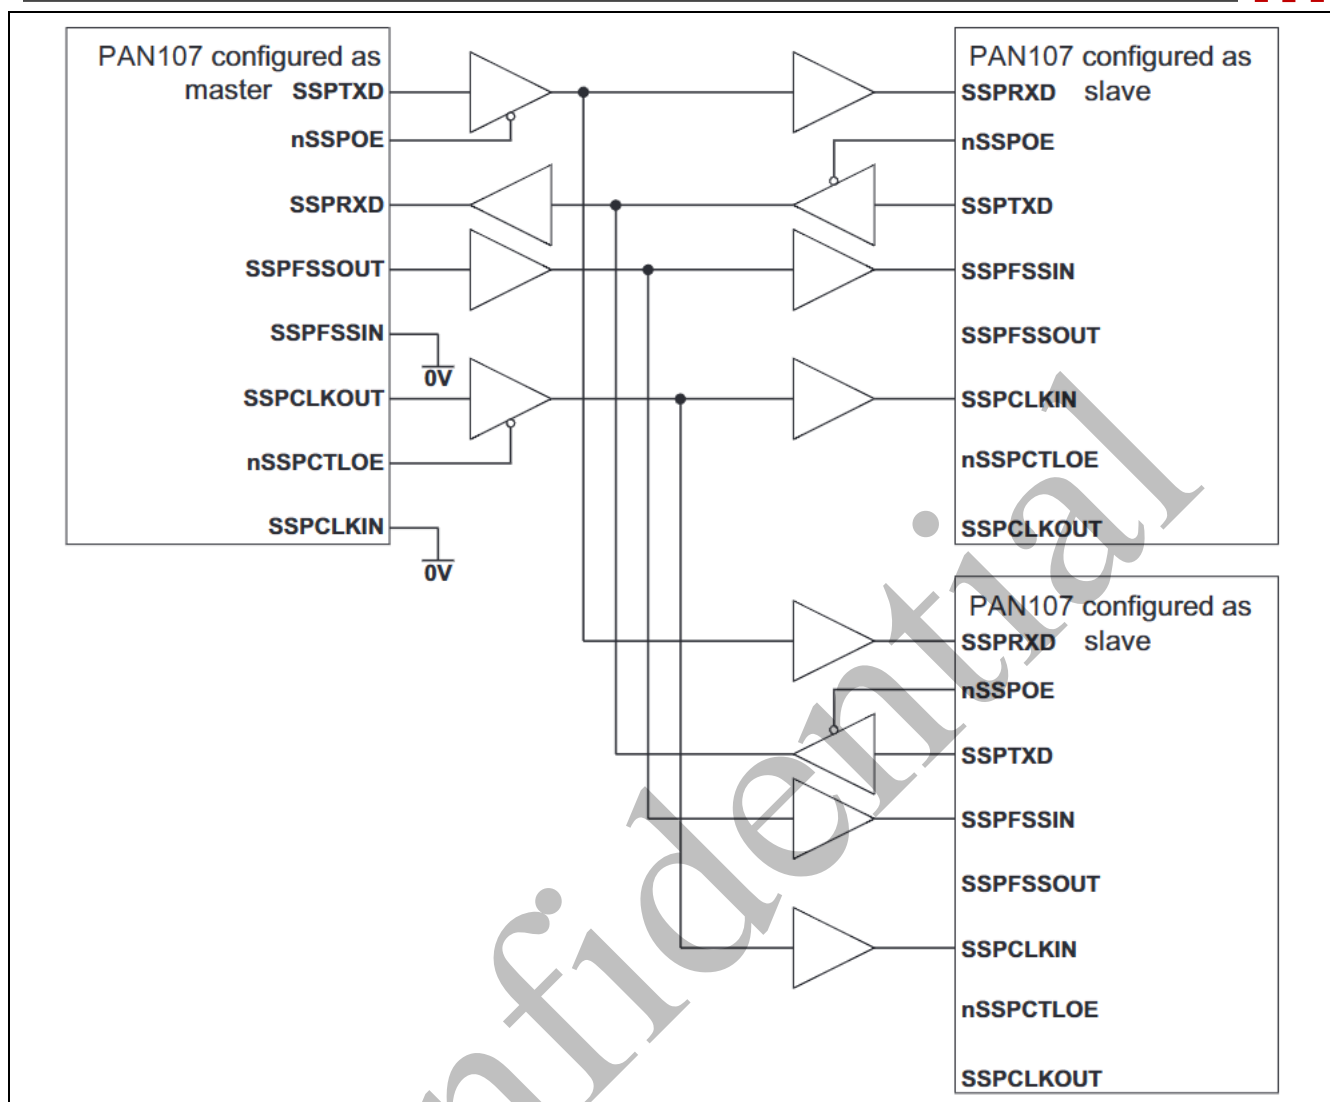 PAN107 configured as
master SSPTXD
nSSPOE
SSPRXD
SSPFSSOUT
SSPFSSIN
0V
SSPCLKOUT
nSSPCTLOE
SSPCLKIN
0V
PAN107 configured as
SSPRXD slave
nSSPOE
SSPTXD
SSPFSSIN
SSPFSSOUT
SSPCLKIN
nSSPCTLOE
SSPCLKOUT
PAN107 configured as
SSPRXD slave
nSSPOE
SSPTXD
SSPFSSIN
SSPFSSOUT
SSPCLKIN
nSSPCTLOE
SSPCLKOUT
nfidential